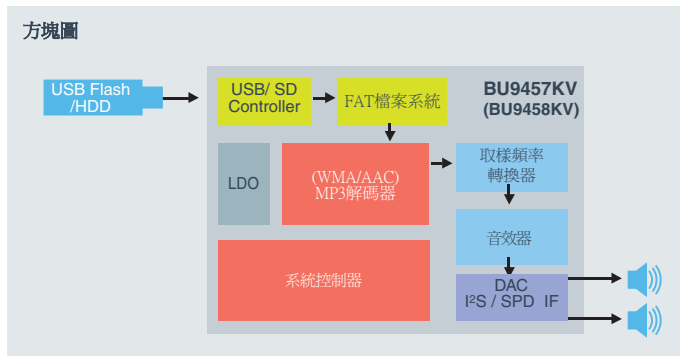 方塊圖
USB Flash
/HDD
USB/ SD
Controller
FAT檔案系統
BU9457KV
(BU9458KV)
LDO
(WMA/AAC)
MP3解碼器
取樣頻率
轉換器
音效器
系統控制器
DAC
I²S / SPD IF